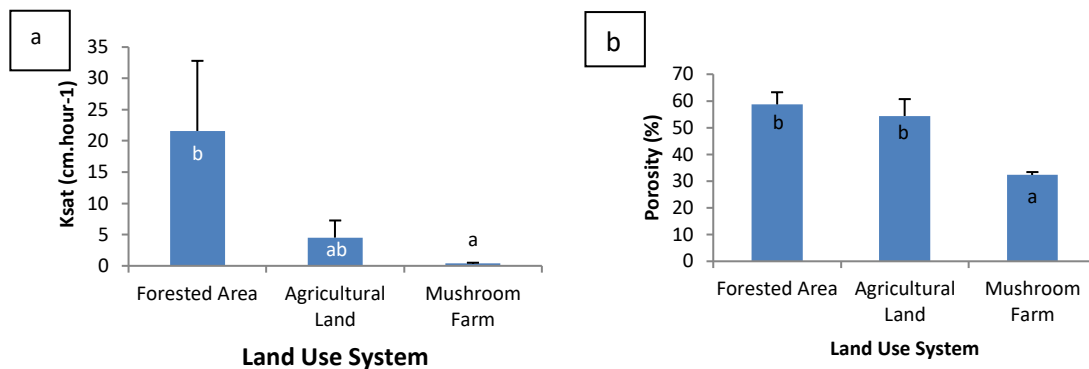 a
Ksat (cm.hour-1)
35
30
25
20
15
10
5
0
b
ab
a
Forested Area
Agricultural
Land
Mushroom
Farm
Land Use System
b
Porosity (%)
70
60
50
40
30
20
10
0
b
b
a
Forested Area
Agricultural
Land
Mushroom
Farm
Land Use System